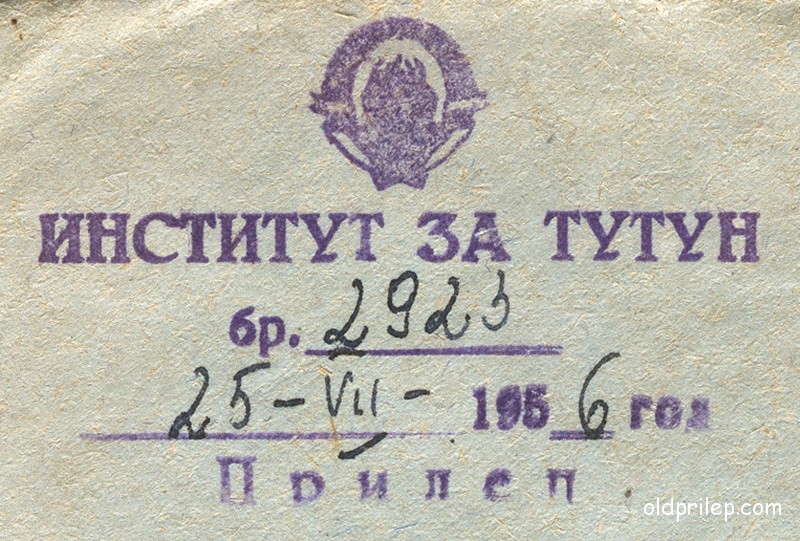 ИНСТИТУТ ЗА ТУТУН
бр. 2923
25-VII- 1956 год
Прилеп
oldprilep.com